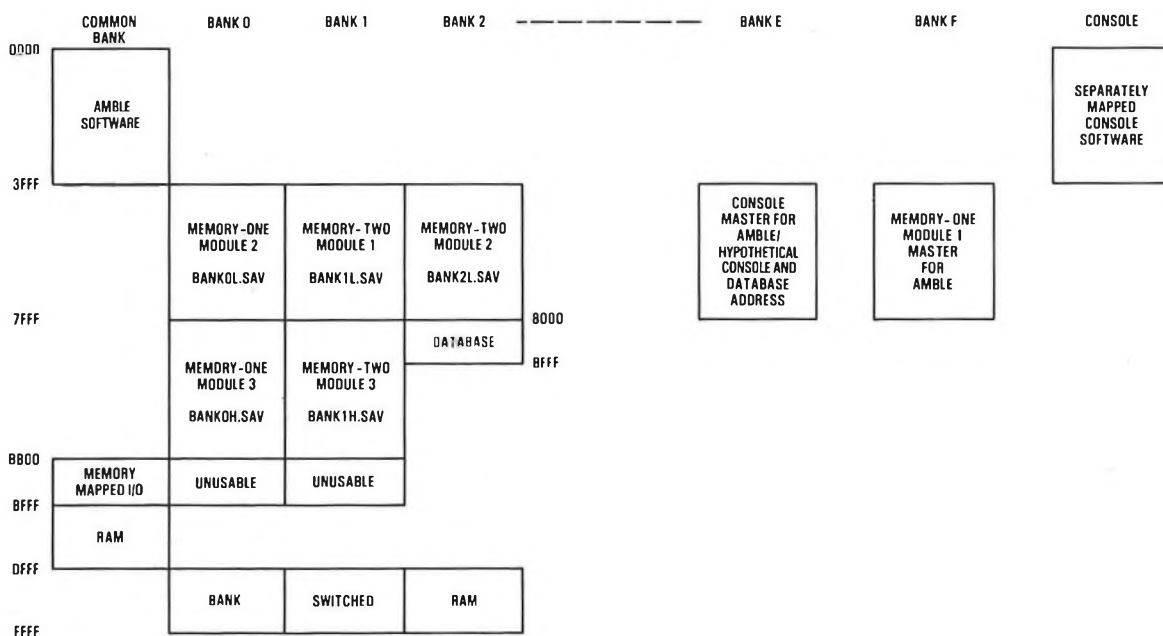 COMMON
BANK
BANK 0
BANK 1
BANK 2
BANK E
BANK F
CONSOLE
0000
AMBLE
SOFTWARE
SEPARATELY
MAPPED
CONSOLE
SOFTWARE
3FFF
MEMORY-ONE
MODULE 2
BANK0L.SAV
MEMORY-TWO
MODULE 1
BANK1L.SAV
MEMORY-TWO
MODULE 2
BANK2L.SAV
CONSOLE
MASTER FOR
AMBLE/
HYPOTHETICAL
CONSOLE AND
DATABASE
ADDRESS
MEMORY-ONE
MODULE 1
MASTER
FOR
AMBLE
7FFF
8000
DATABASE
8FFF
MEMORY-ONE
MODULE 3
BANK0H.SAV
MEMORY-TWO
MODULE 3
BANK1H.SAV
BB00
MEMORY
MAPPED I/O
UNUSABLE
UNUSABLE
BFFF
RAM
DFFF
BANK
SWITCHED
RAM
FFFF